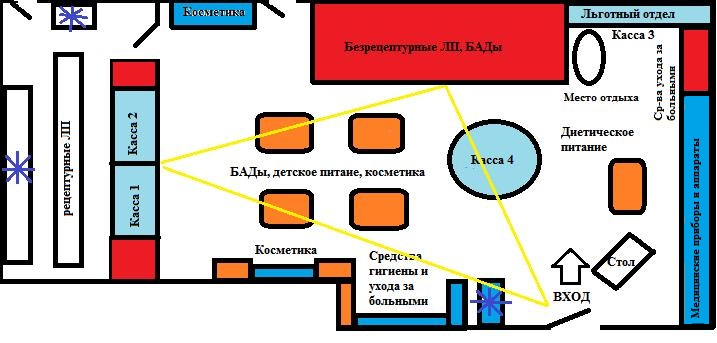 Косметика
Льготный отдел
Безрецептурные ЛП, БАДы
Касса 3
Место отдыха
Ср-ва ухода за
больными
рецептурные ЛП
Касса 2
Касса 1
Касса 4
Диетическое
питание
БАДы, детское питане, косметика
Медицинские приборы и аппараты
Косметика
Средства
гигиены и
ухода за
больными
Стол
ВХОД